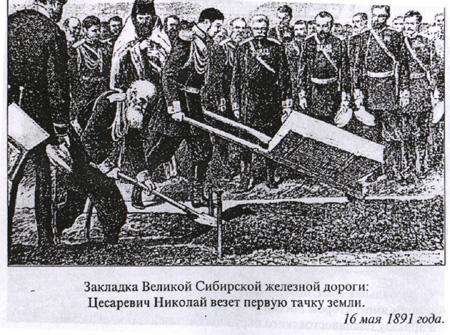 Закладка Великой Сибирской железной дороги:
Цесаревич Николай везет первую тачку земли.
16 мая 1891 года.